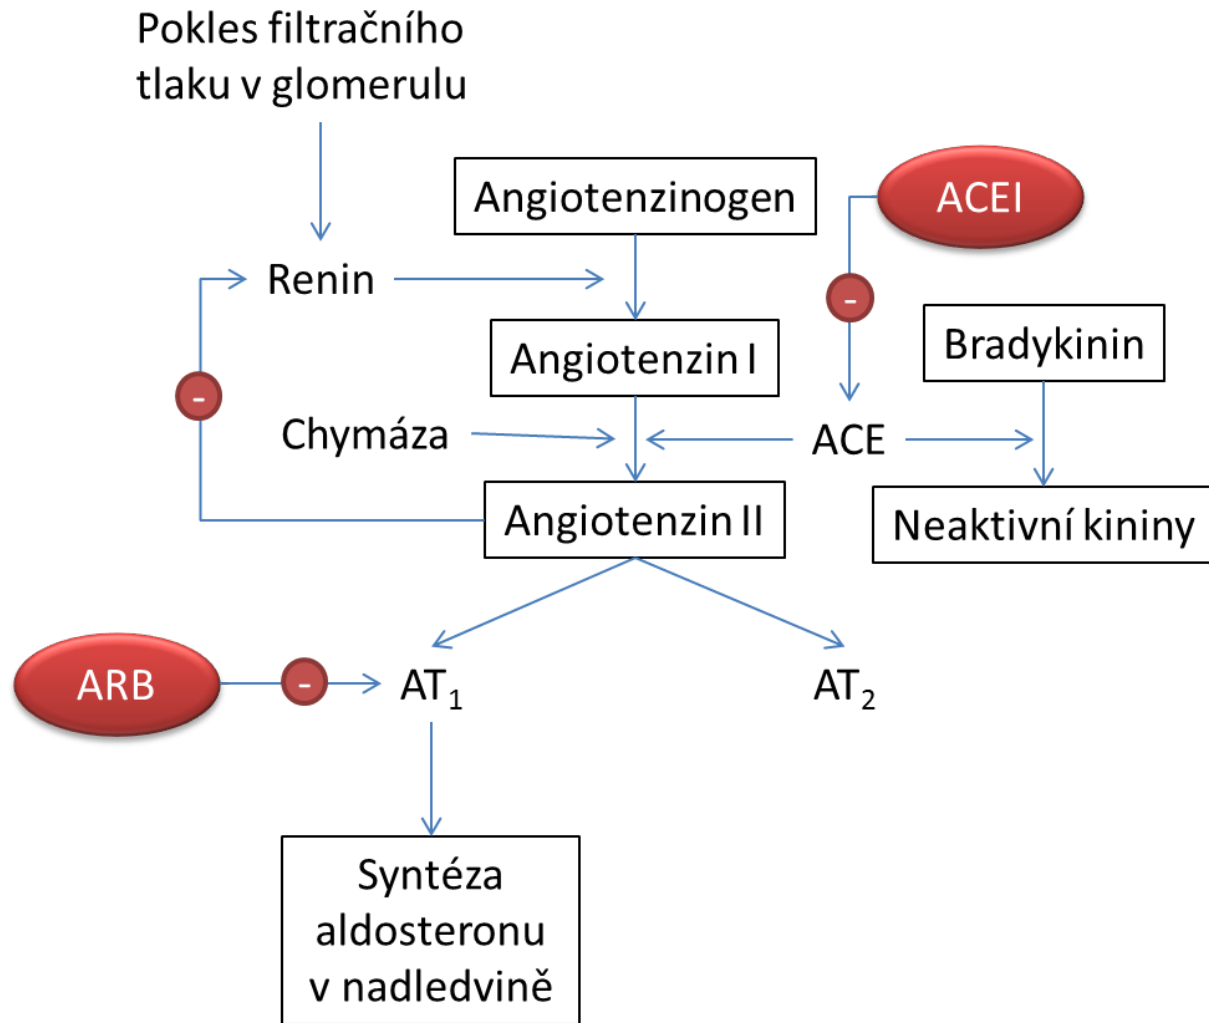 Pokles filtračního
tlaku v glomerulu
Angiotenzinogen
ACEI
Renin
-
Angiotenzin I
Bradykinin
-
Chymáza
ACE
Angiotenzin II
Neaktivní kininy
ARB
-
AT₁
AT₂
Syntéza
aldosteronu
v nadledvině